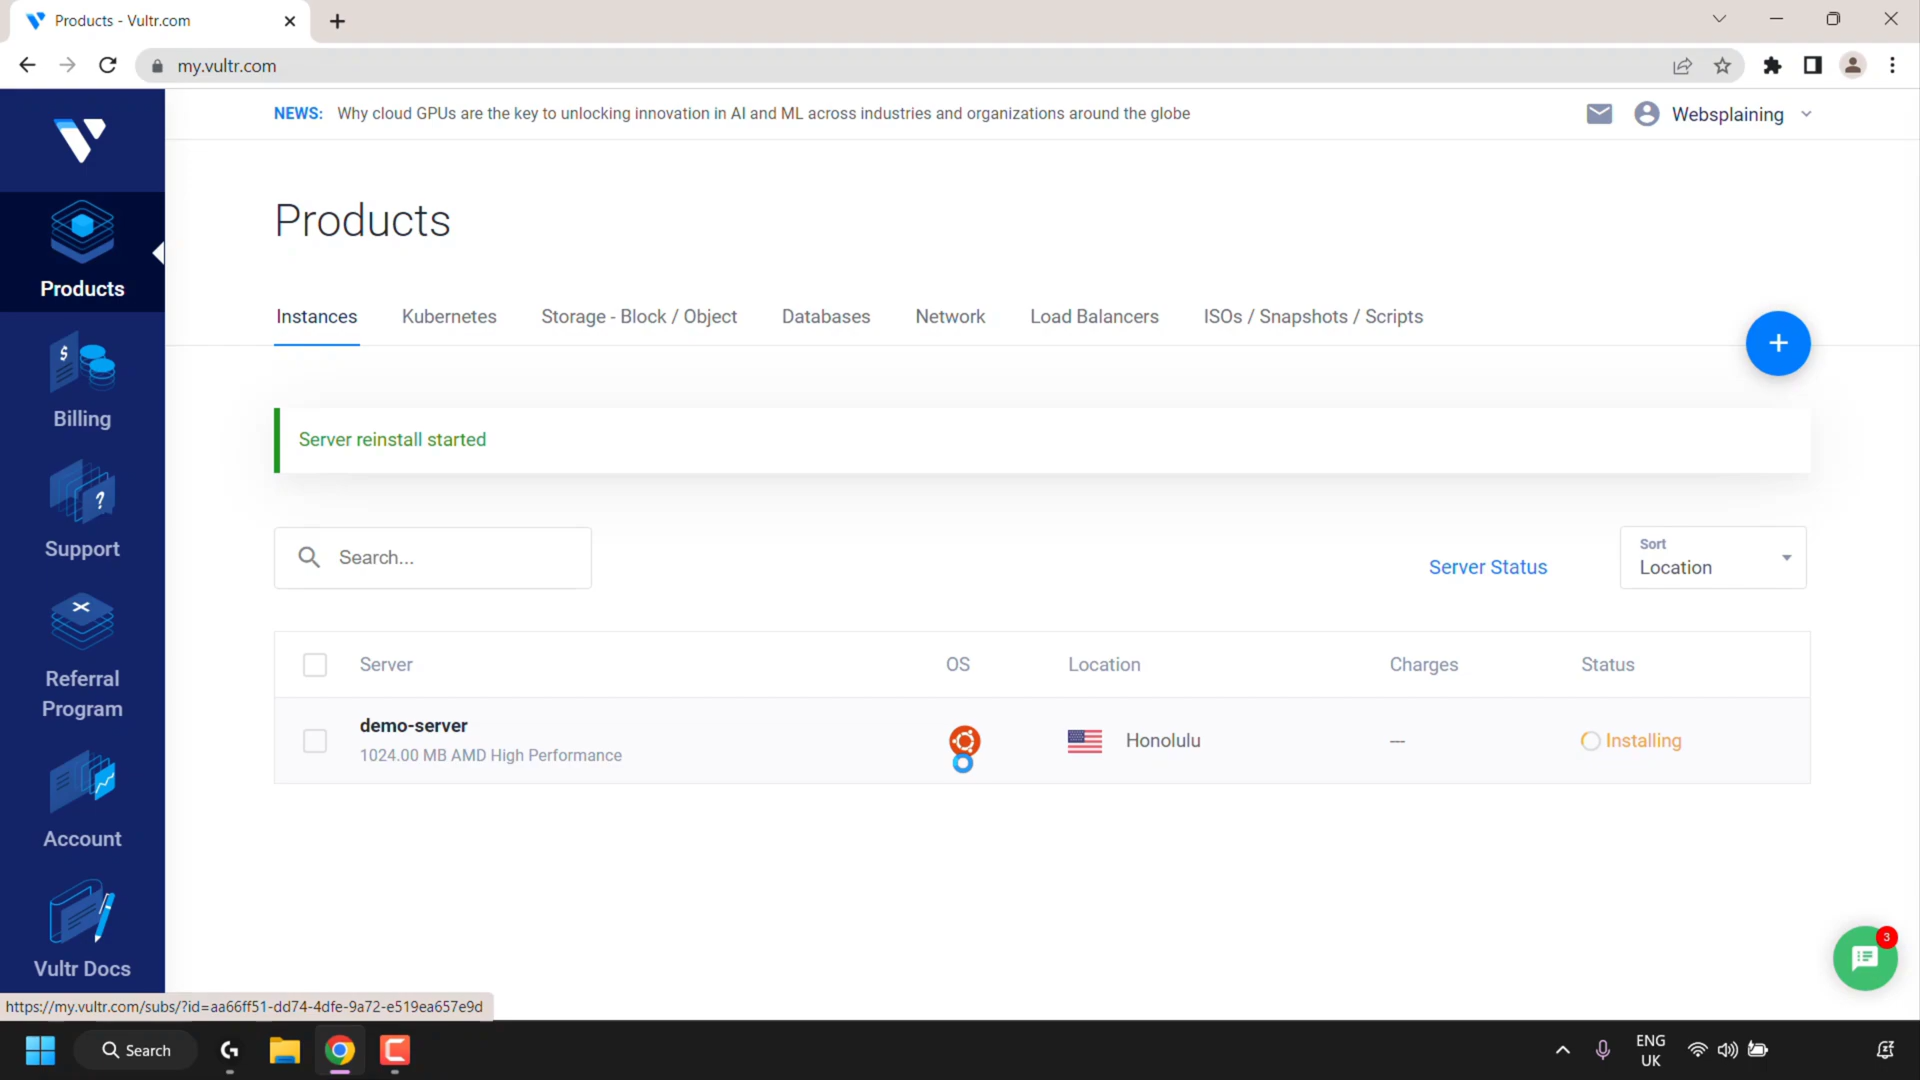 Products - Vultr.com
my.vultr.com
NEWS: Why cloud GPUs are the key to unlocking innovation in AI and ML across industries and organizations around the globe
Websplaining
Products
Billing
Support
Referral
Program
Account
Vultr Docs
Products
Instances Kubernetes Storage - Block / Object Databases Network Load Balancers ISOs / Snapshots / Scripts
+
Server reinstall started
Search...
Server Status
Sort
Location
Server OS Location Charges Status
demo-server
1024.00 MB AMD High Performance
Honolulu
---
Installing
3
https://my.vultr.com/subs/?id=aa66ff51-dd74-4dfe-9a72-e519ea657e9d
Search
ENG
UK